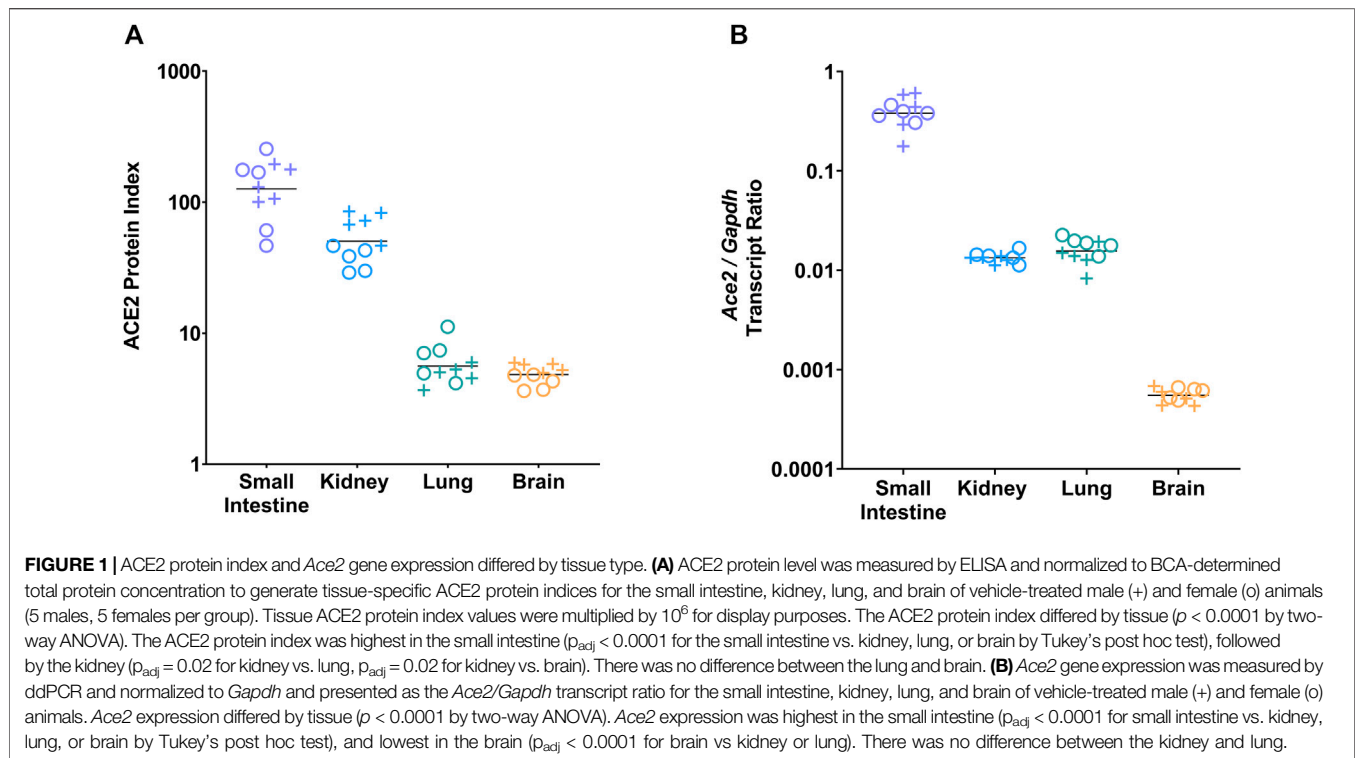 A
B
1000
100
10
1
ACE2 Protein Index
Small Intestine
Kidney
Lung
Brain
1
0.1
0.01
0.001
0.0001
Ace2 / Gapdh
Transcript Ratio
Small Intestine
Kidney
Lung
Brain
FIGURE 1 | ACE2 protein index and Ace2 gene expression differed by tissue type. (A) ACE2 protein level was measured by ELISA and normalized to BCA-determined
total protein concentration to generate tissue-specific ACE2 protein indices for the small intestine, kidney, lung, and brain of vehicle-treated male (+) and female (o) animals
(5 males, 5 females per group). Tissue ACE2 protein index values were multiplied by 10⁶ for display purposes. The ACE2 protein index differed by tissue (p < 0.0001 by two-
way ANOVA). The ACE2 protein index was highest in the small intestine (padj < 0.0001 for the small intestine vs. kidney, lung, or brain by Tukey's post hoc test), followed
by the kidney (padj = 0.02 for kidney vs. lung, padj = 0.02 for kidney vs. brain). There was no difference between the lung and brain. (B) Ace2 gene expression was measured by
ddPCR and normalized to Gapdh and presented as the Ace2/Gapdh transcript ratio for the small intestine, kidney, lung, and brain of vehicle-treated male (+) and female (o)
animals. Ace2 expression differed by tissue (p < 0.0001 by two-way ANOVA). Ace2 expression was highest in the small intestine (padj < 0.0001 for small intestine vs. kidney,
lung, or brain by Tukey's post hoc test), and lowest in the brain (padj < 0.0001 for brain vs kidney or lung). There was no difference between the kidney and lung.